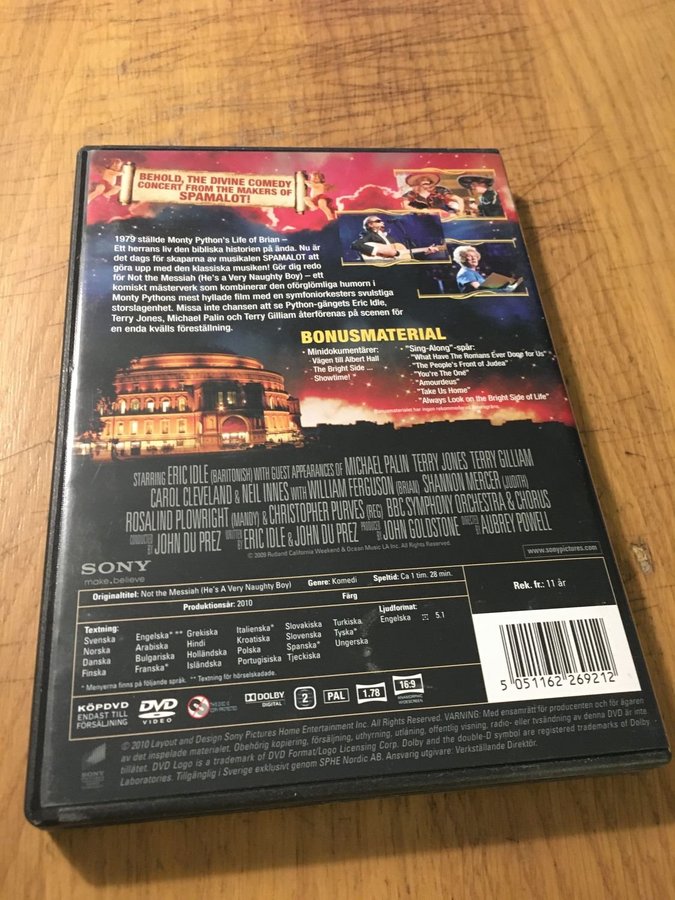 BEHOLD, THE DIVINE COMEDY
CONCERT FROM THE MAKERS OF
SPAMALOT!
1979 ställde Monty Python's Life of Brian –
Ett herrans liv den bibliska historien på ända. Nu är
det dags för skaparna av musikalen SPAMALOT att
göra upp med den klassiska musiken! Gör dig redo
för Not the Messiah (He's a Very Naughty Boy) – ett
komiskt mästerverk som kombinerar den oförglömliga humorn i
Monty Pythons mest hyllade film med en symfoniorkesters svulstiga
storslagenhet. Missa inte chansen att se Python-gängets Eric Idle,
Terry Jones, Michael Palin och Terry Gilliam återförenas på scenen för
en enda kvälls föreställning.
BONUSMATERIAL
• Minidokumentärer:
- Vägen till Albert Hall
- The Bright Side ...
- Showtime! *
• "Sing-Along"-spår:
- "What Have The Romans Ever Done for Us"
- "The People's Front of Judea"
- "You're The One"
- "Amourdeus"
- "Take Us Home"
- "Always Look on the Bright Side of Life"
Bonusmaterialet har ingen rekommenderad åldersgräns.
STARRING ERIC IDLE (BARITONISH) WITH GUEST APPEARANCES OF MICHAEL PALIN TERRY JONES TERRY GILLIAM
CAROL CLEVELAND & NEIL INNES WITH WILLIAM FERGUSON (BRIAN) SHANNON MERCER (JUDITH)
ROSALIND PLOWRIGHT (MANDY) & CHRISTOPHER PURVES (REG) BBC SYMPHONY ORCHESTRA & CHORUS
CONDUCTED BY JOHN DU PREZ WRITTEN BY ERIC IDLE & JOHN DU PREZ PRODUCED BY JOHN GOLDSTONE DIRECTED BY AUBREY POWELL
© 2009 Rutland California Weekend & Ocean Music LA Inc. All Rights Reserved.
SONY
make.believe
www.sonypictures.com
Originaltitel: Not the Messiah (He's A Very Naughty Boy) Genre: Komedi Speltid: Ca 1 tim. 28 min.
Produktionsår: 2010 Färg
Rek. fr.: 11 år
Textning:
Svenska
Norska
Danska
Finska
Engelska* **
Arabiska
Bulgariska
Franska*
Grekiska
Hindi
Holländska
Isländska
Italienska*
Kroatiska
Polska
Portugisiska
Slovakiska
Slovenska
Spanska*
Tjeckiska
Turkiska
Tyska*
Ungerska
Ljudformat:
Engelska 5.1
* Menyerna finns på följande språk. ** Textning för hörselskadade.
5 051162 269212
KÖPDVD
ENDAST TILL
FÖRSÄLJNING
DVD
VIDEO
THIS DISC IS
COPY PROTECTED
DOLBY
DIGITAL
2
PAL
1.78
16:9
ANAMORPHIC
WIDESCREEN
SONY
© 2010 Layout and Design Sony Pictures Home Entertainment Inc. All Rights Reserved. VARNING: Med ensamrätt för producenten och för ägaren
av det inspelade materialet. Obehörig kopiering, försäljning, uthyrning, utlåning, offentlig visning, radio- eller tvsändning av denna DVD är inte
tillåtet. DVD Logo is a trademark of DVD Format/Logo Licensing Corp. Dolby and the double-D symbol are registered trademarks of Dolby
Laboratories. Tillgänglig i Sverige exklusivt genom SPHE Nordic AB. Ansvarig utgivare: Verkställande Direktör.